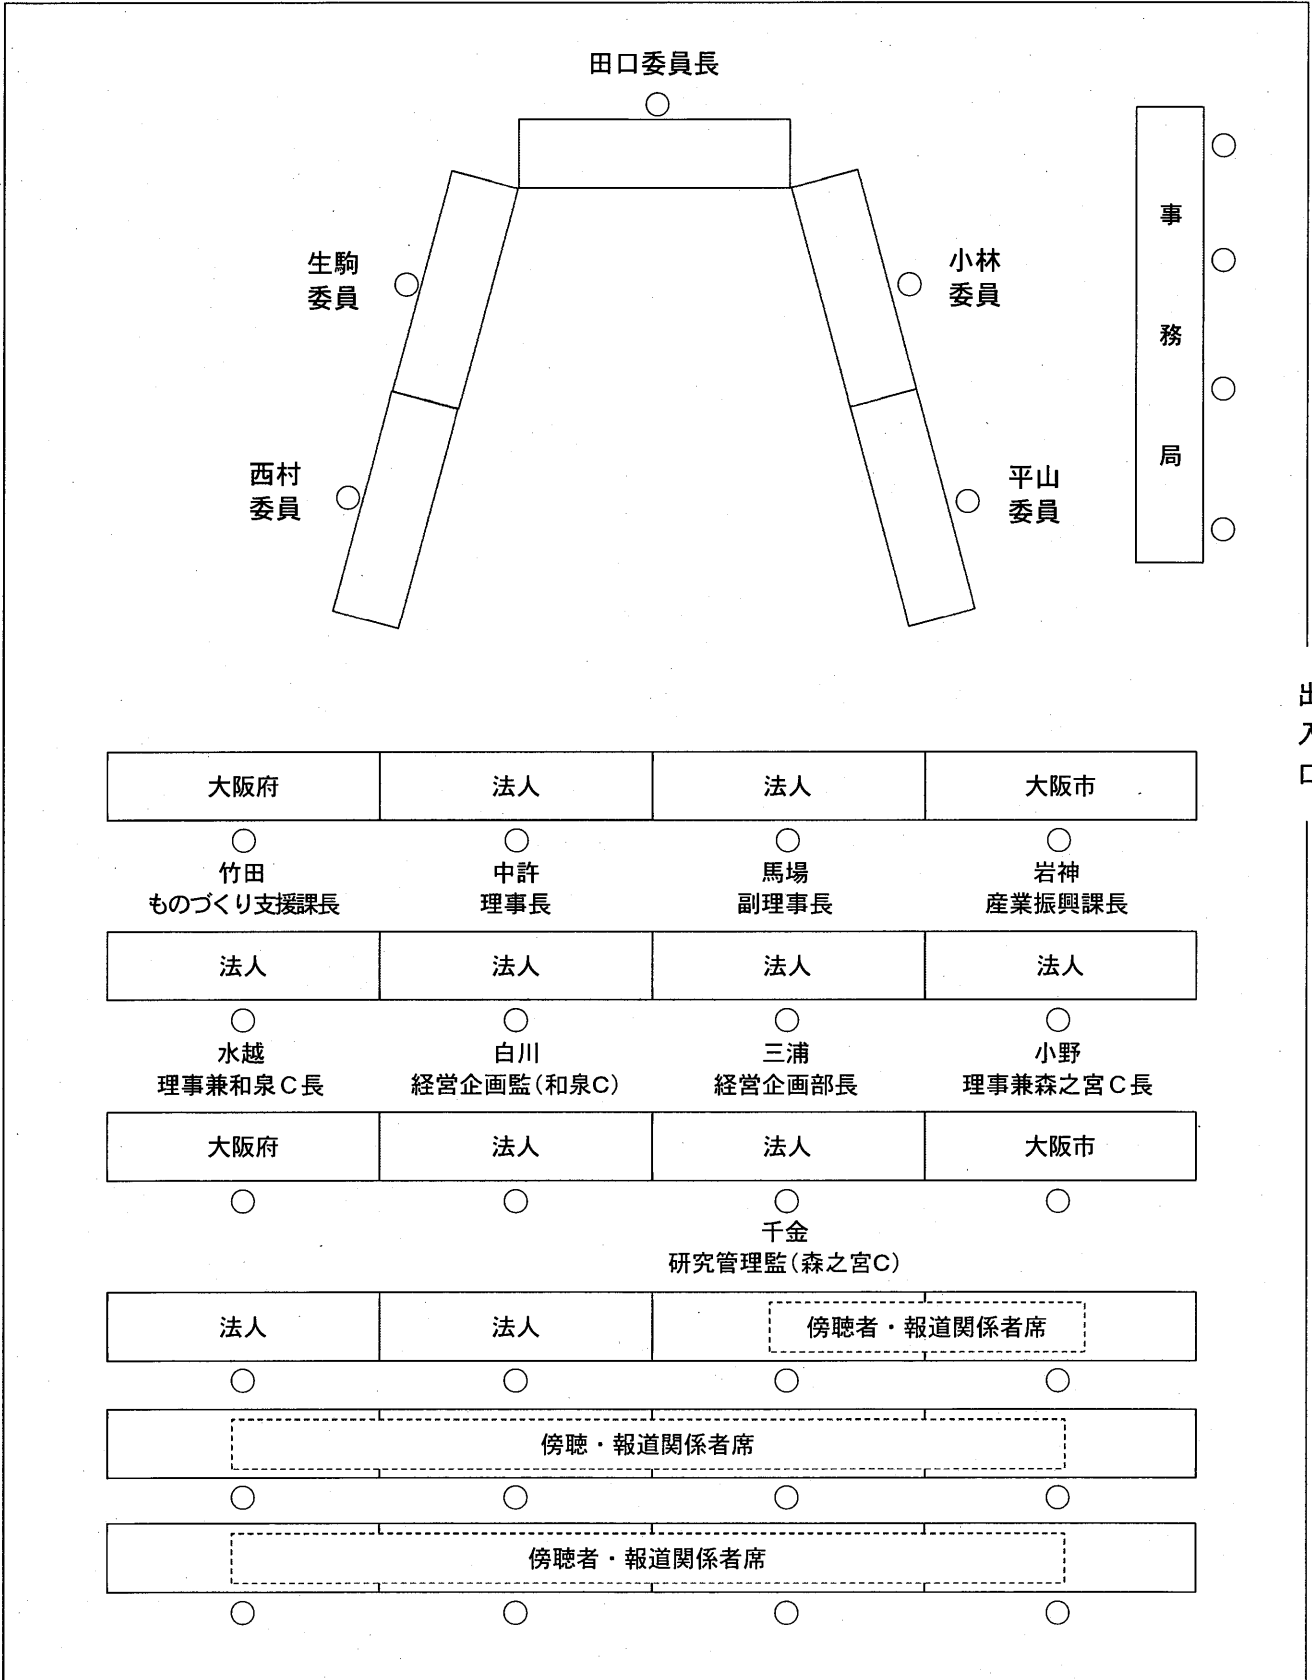 田口委員長
生駒
委員
小林
委員
西村
委員
平山
委員
事務局
出入口
大阪府 法人 法人 大阪市
竹田 中許 馬場 岩神
ものづくり支援課長 理事長 副理事長 産業振興課長
法人 法人 法人 法人
水越 白川 三浦 小野
理事兼和泉C長 経営企画監(和泉C) 経営企画部長 理事兼森之宮C長
大阪府 法人 法人 大阪市
千金
研究管理監(森之宮C)
法人 法人 傍聴者・報道関係者席
傍聴・報道関係者席
傍聴者・報道関係者席